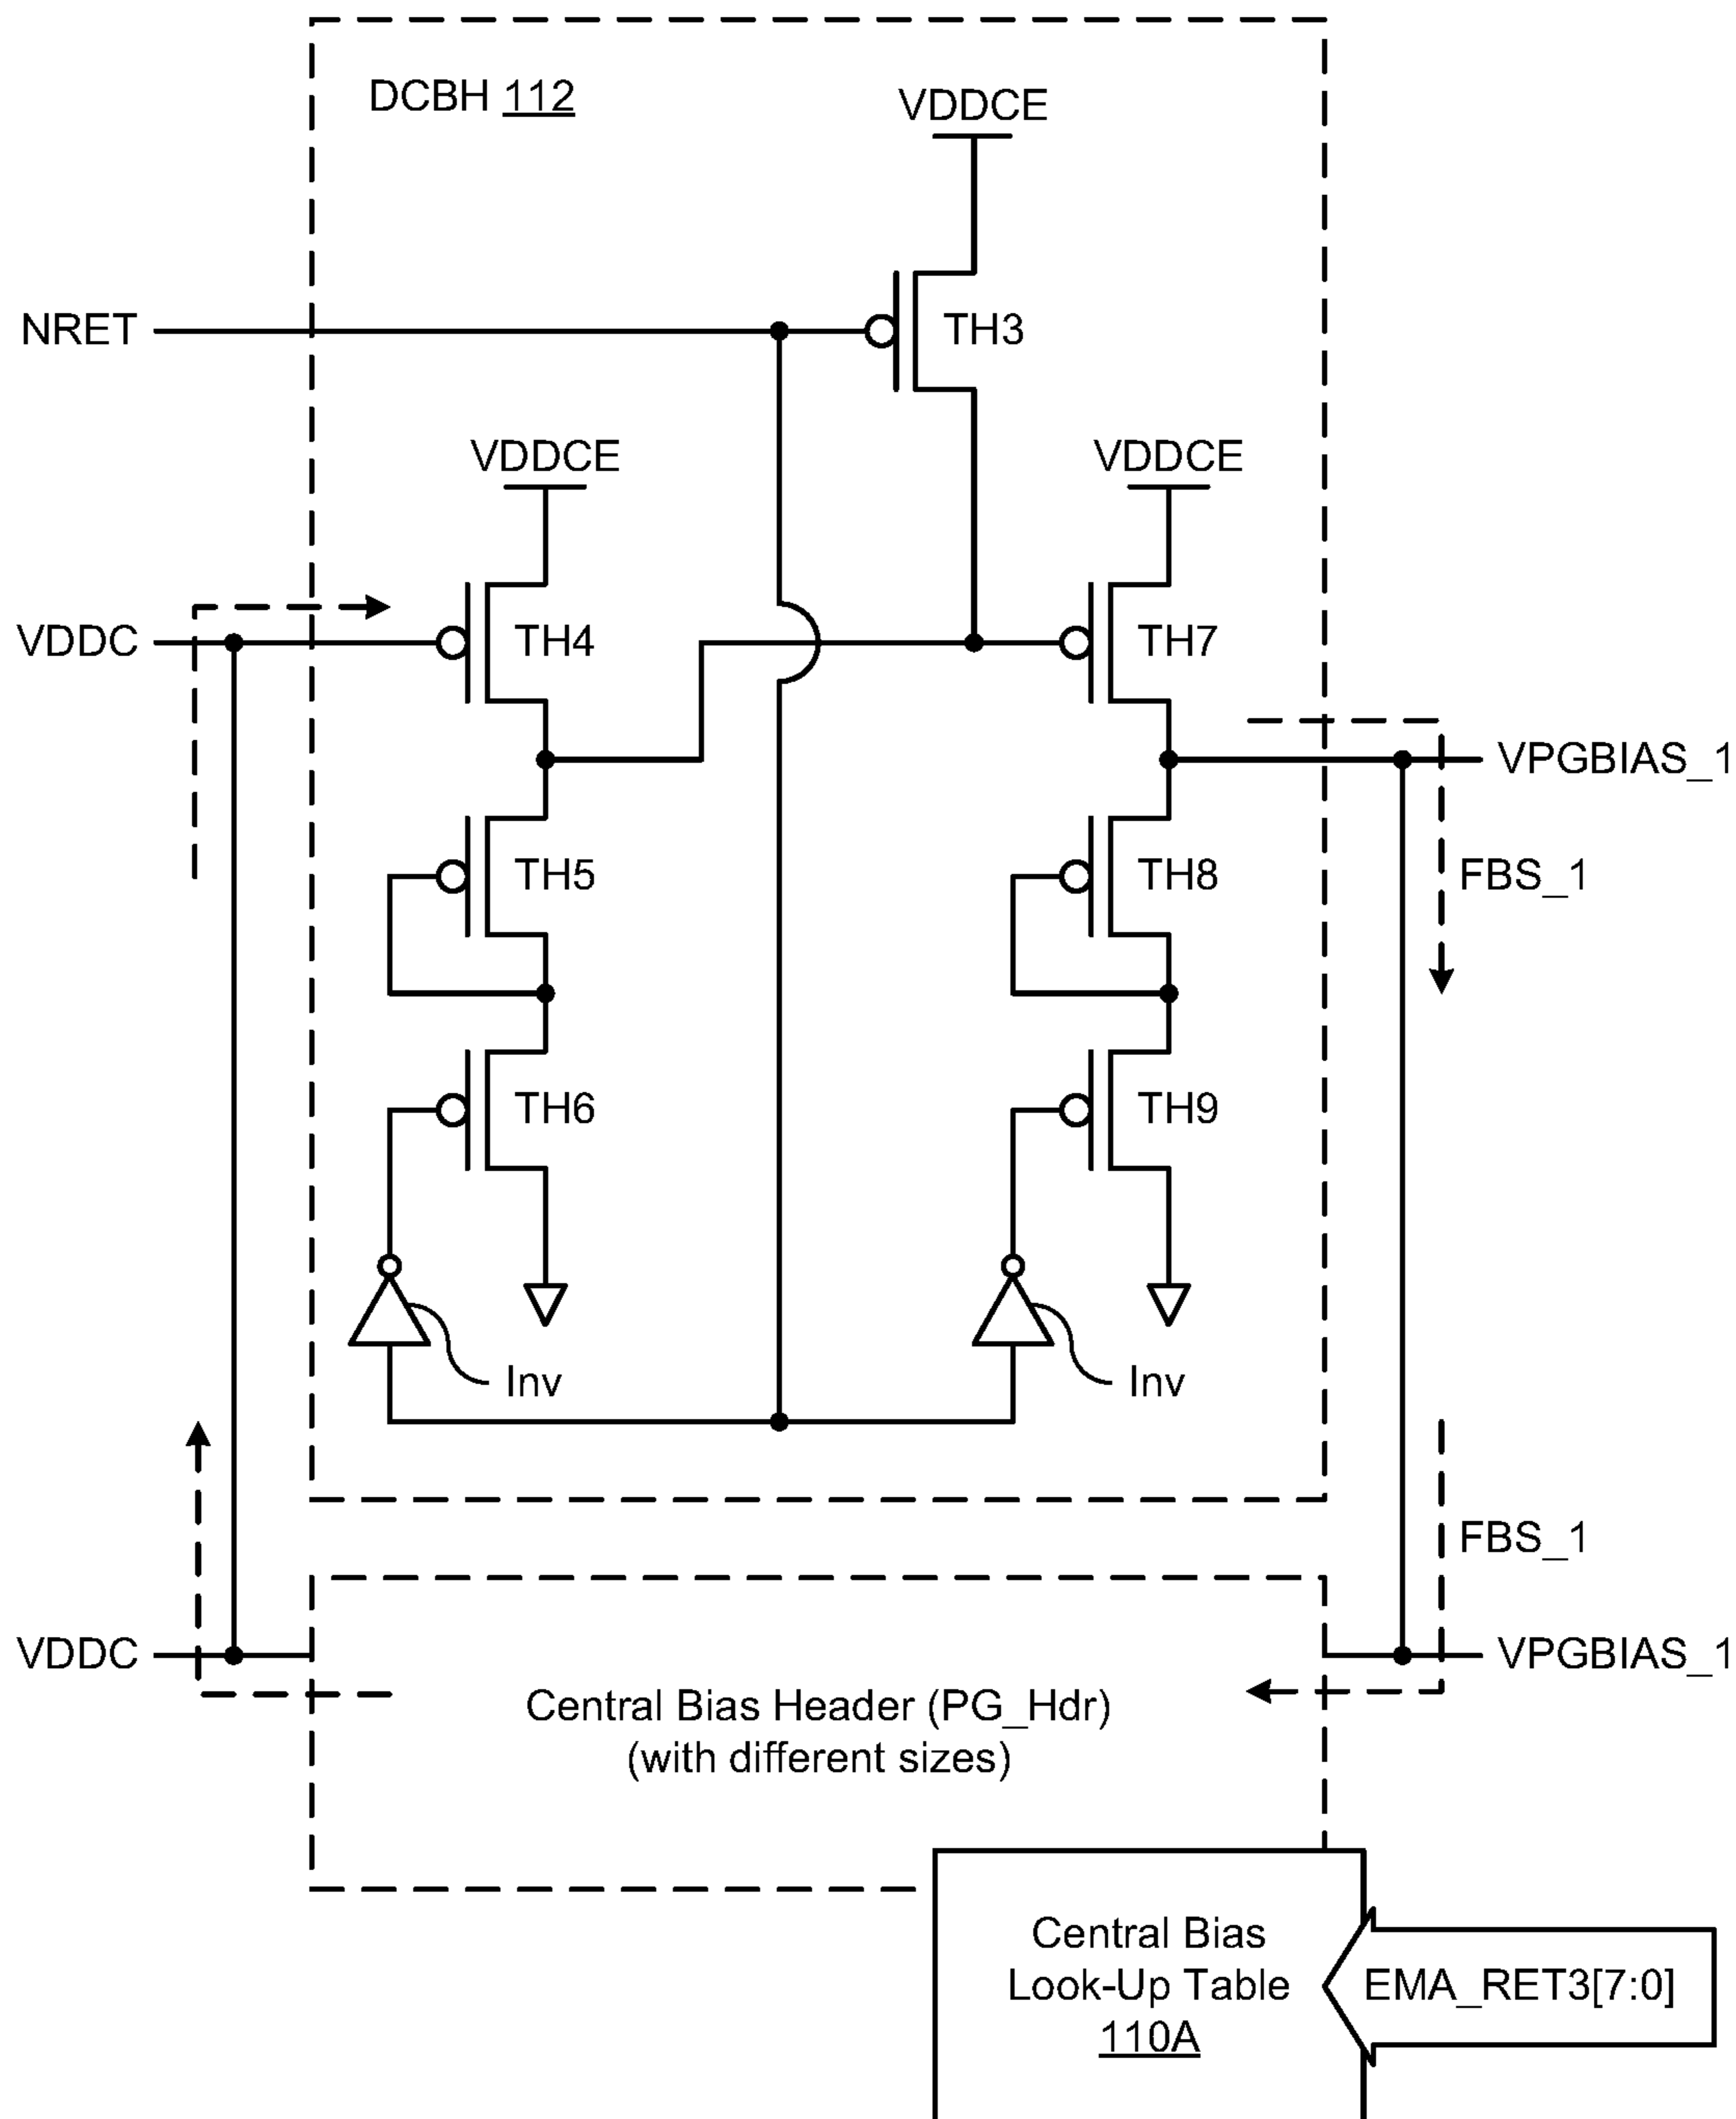 DCBH 112
VDDCE
NRET
TH3
VDDCE
VDDCE
VDDC
TH4
TH7
VPGBIAS_1
TH5
TH8
FBS_1
TH6
TH9
Inv
Inv
FBS_1
VDDC
VPGBIAS_1
Central Bias Header (PG_Hdr)
(with different sizes)
Central Bias
Look-Up Table
110A
EMA_RET3[7:0]